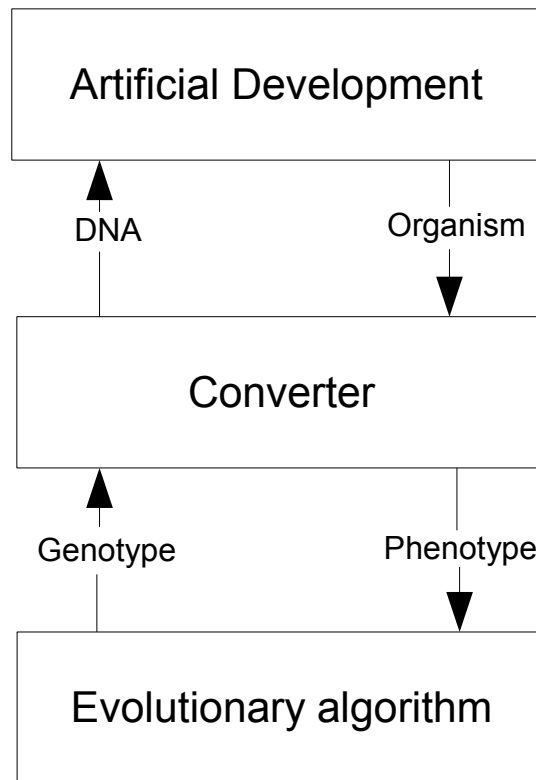 Artificial Development
DNA
Organism
Converter
Genotype
Phenotype
Evolutionary algorithm